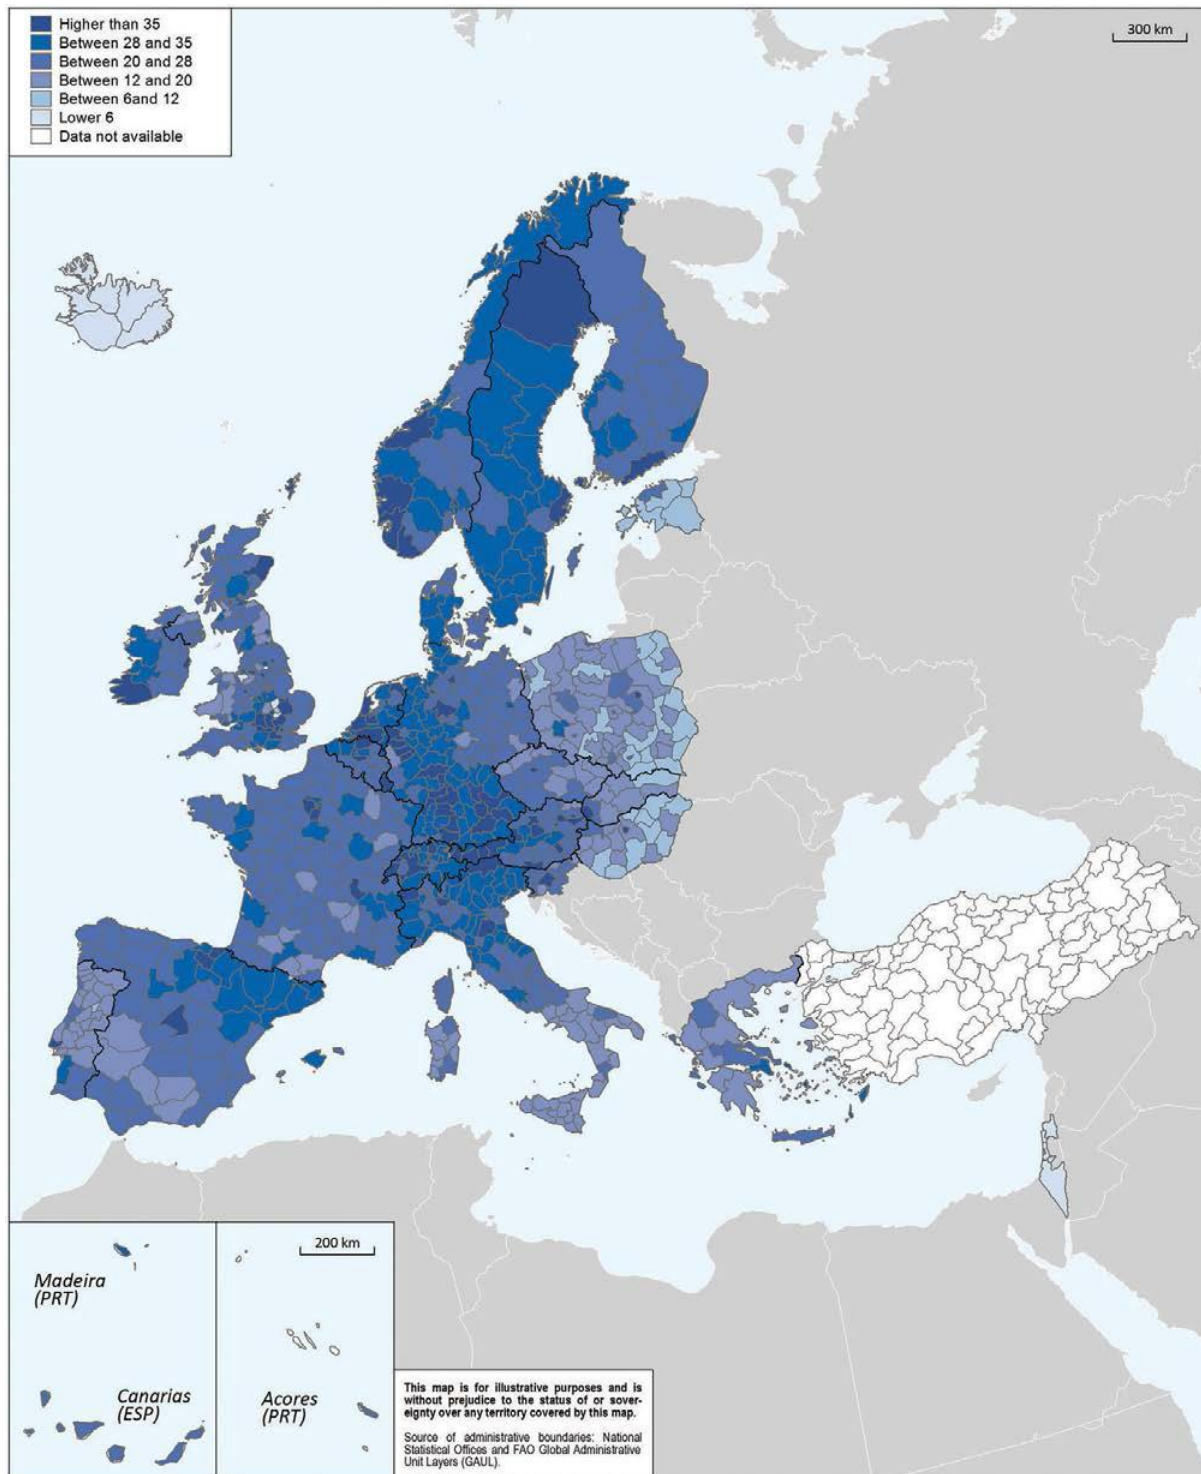 Higher than 35
Between 28 and 35
Between 20 and 28
Between 12 and 20
Between 6and 12
Lower 6
Data not available
300 km
200 km
Madeira
(PRT)
Canarias
(ESP)
Acores
(PRT)
This map is for illustrative purposes and is
without prejudice to the status of or sover-
eignty over any territory covered by this map.
Source of administrative boundaries: National
Statistical Offices and FAO Global Administrative
Unit Layers (GAUL).